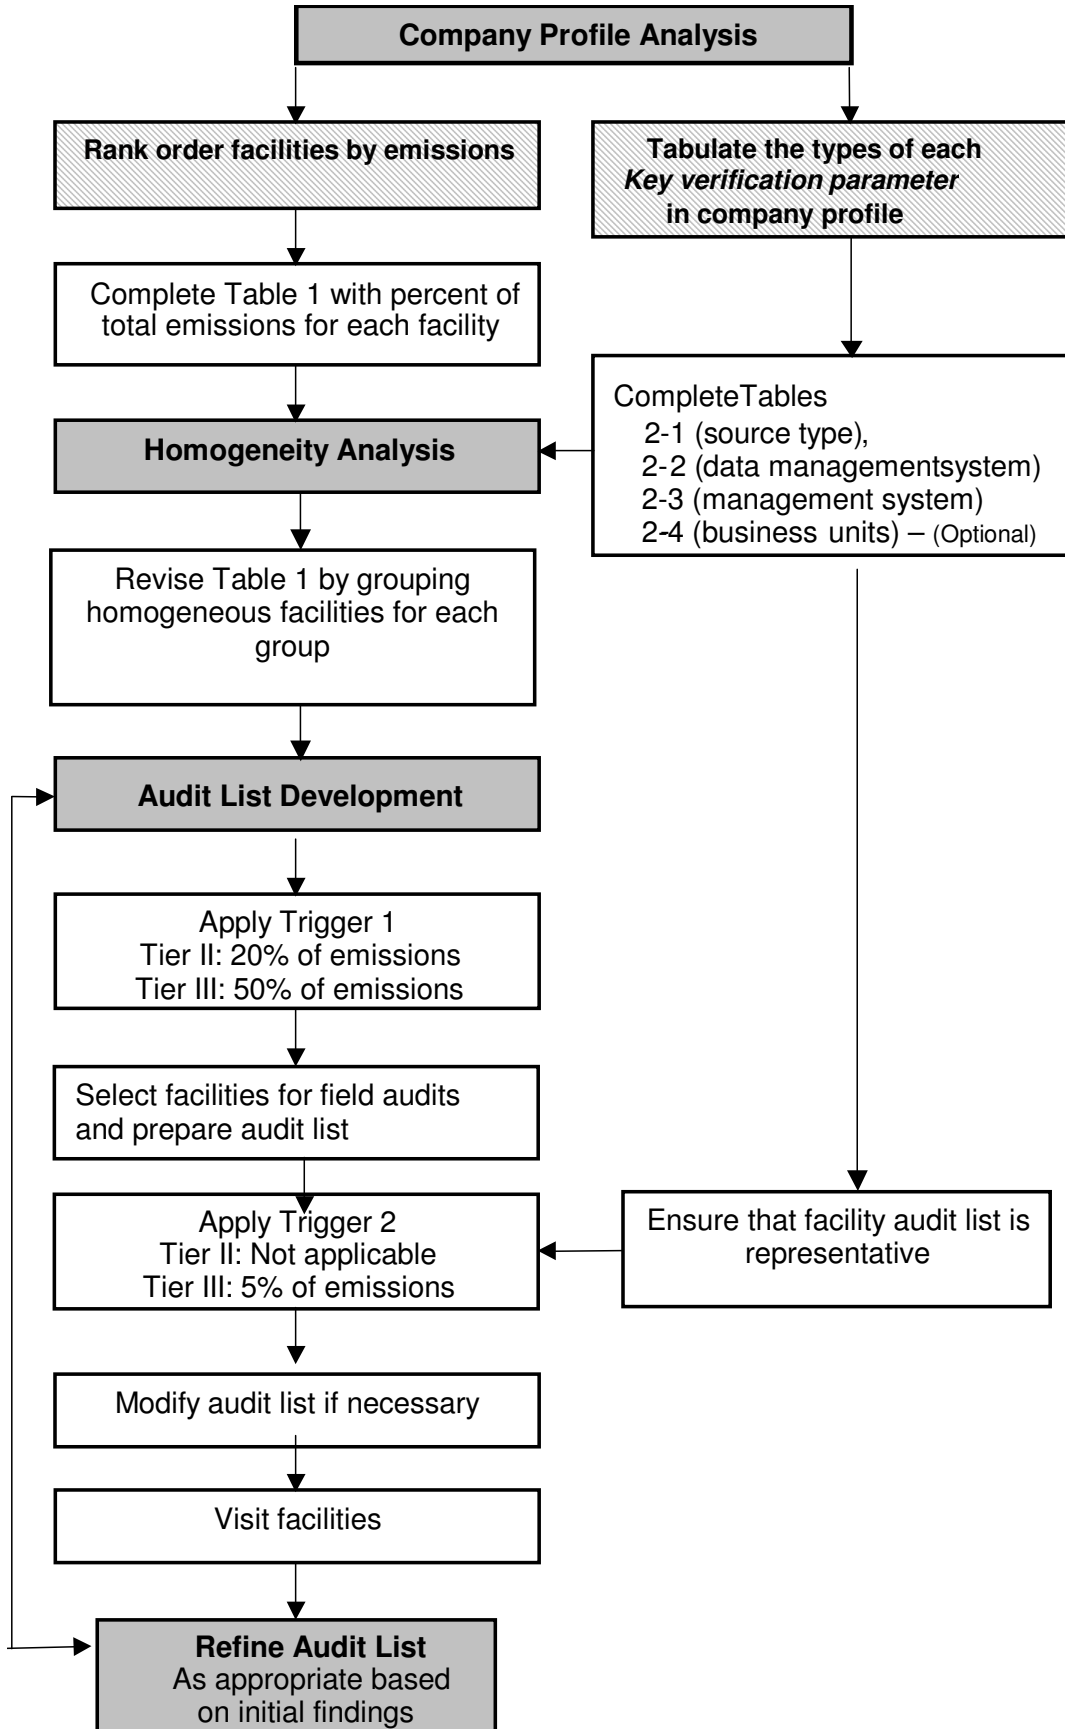 Company Profile Analysis
Rank order facilities by emissions
Tabulate the types of each
Key verification parameter
in company profile
Complete Table 1 with percent of
total emissions for each facility
CompleteTables
2-1 (source type),
2-2 (data managementsystem)
2-3 (management system)
2-4 (business units) – (Optional)
Homogeneity Analysis
Revise Table 1 by grouping
homogeneous facilities for each
group
Audit List Development
Apply Trigger 1
Tier II: 20% of emissions
Tier III: 50% of emissions
Select facilities for field audits
and prepare audit list
Apply Trigger 2
Tier II: Not applicable
Tier III: 5% of emissions
Ensure that facility audit list is
representative
Modify audit list if necessary
Visit facilities
Refine Audit List
As appropriate based
on initial findings